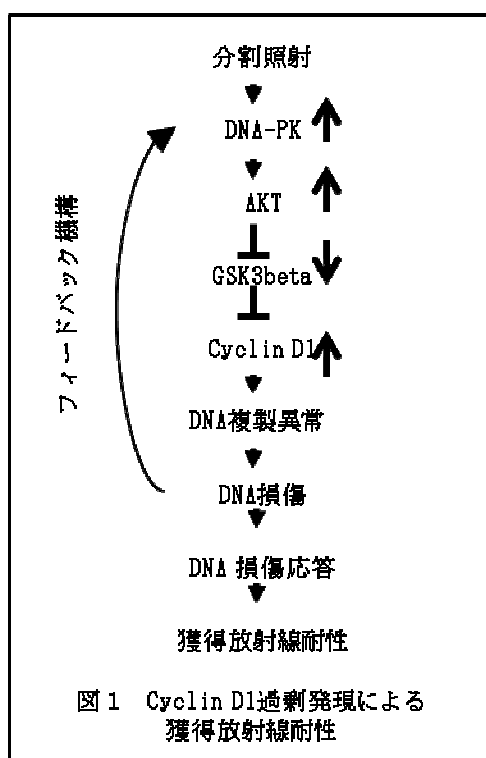 分割照射
DNA-PK
AKT
GSK3beta
Cyclin D1
DNA複製異常
DNA損傷
DNA 損傷応答
獲得放射線耐性
フィードバック機構
図1 Cyclin D1過剰発現による
獲得放射線耐性